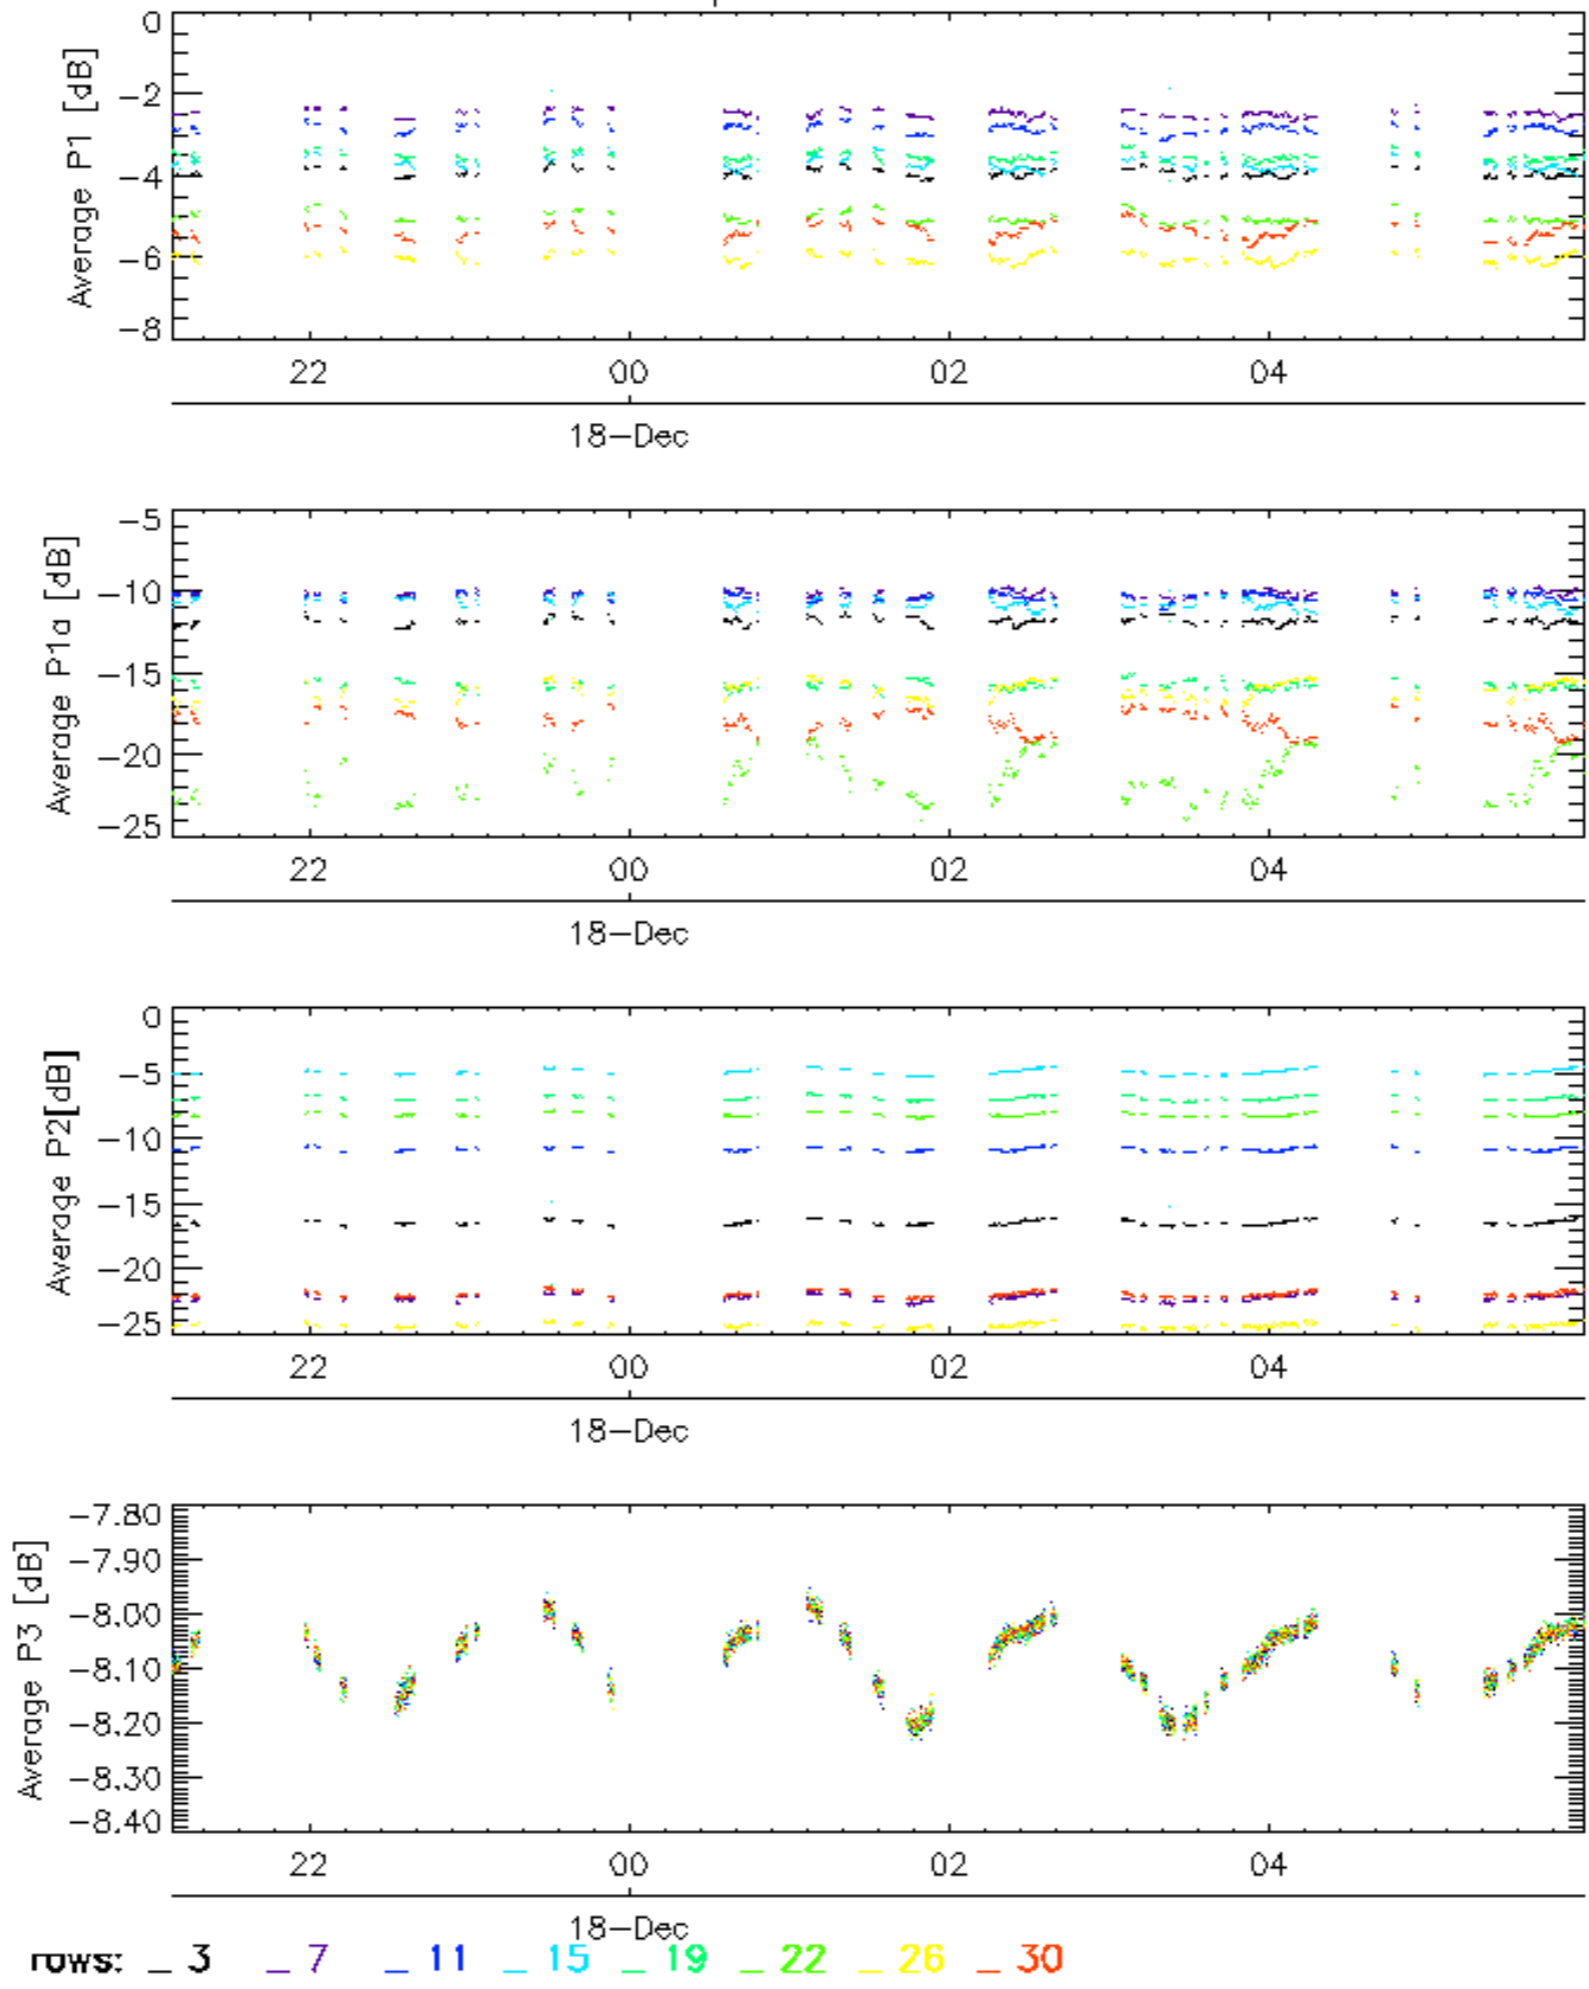 Average P1 [dB]
0
−2
−4
−6
−8
22 00 02 04
18−Dec
Average P1a [dB]
−5
−10
−15
−20
−25
22 00 02 04
18−Dec
Average P2[dB]
0
−5
−10
−15
−20
−25
22 00 02 04
18−Dec
Average P3 [dB]
−7.80
−7.90
−8.00
−8.10
−8.20
−8.30
−8.40
22 00 02 04
18−Dec
rows: _ 3 _ 7 _ 11 _ 15 _ 19 _ 22 _ 26 _ 30